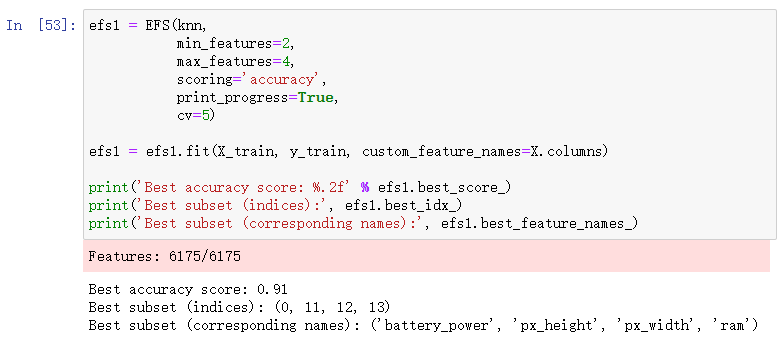 In [53]: efs1 = EFS(knn,
           min_features=2,
           max_features=4,
           scoring='accuracy',
           print_progress=True,
           cv=5)
efs1 = efs1.fit(X_train, y_train, custom_feature_names=X.columns)
print('Best accuracy score: %.2f' % efs1.best_score_)
print('Best subset (indices):', efs1.best_idx_)
print('Best subset (corresponding names):', efs1.best_feature_names_)
Features: 6175/6175
Best accuracy score: 0.91
Best subset (indices): (0, 11, 12, 13)
Best subset (corresponding names): ('battery_power', 'px_height', 'px_width', 'ram')